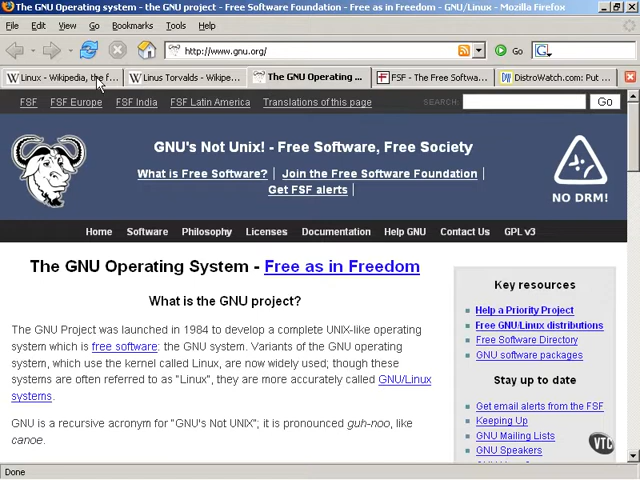 The GNU Operating system - the GNU project - Free Software Foundation - Free as in Freedom - GNU/Linux - Mozilla Firefox
File Edit View Go Bookmarks Tools Help
http://www.gnu.org/ Go
Linux - Wikipedia, the f... Linus Torvalds - Wikipe... The GNU Operating ... FSF - The Free Softwa... DistroWatch.com: Put ...
FSF FSF Europe FSF India FSF Latin America Translations of this page SEARCH: Go
GNU's Not Unix! - Free Software, Free Society
What is Free Software? Join the Free Software Foundation
Get FSF alerts
NO DRM!
Home Software Philosophy Licenses Documentation Help GNU Contact Us GPL v3
The GNU Operating System - Free as in Freedom
What is the GNU project?
The GNU Project was launched in 1984 to develop a complete UNIX-like operating
system which is free software: the GNU system. Variants of the GNU operating
system, which use the kernel called Linux, are now widely used; though these
systems are often referred to as "Linux", they are more accurately called GNU/Linux
systems.
GNU is a recursive acronym for "GNU's Not UNIX"; it is pronounced guh-noo, like
canoe.
Key resources
Help a Priority Project
Free GNU/Linux distributions
Free Software Directory
GNU software packages
Stay up to date
Get email alerts from the FSF
Keeping Up
GNU Mailing Lists
GNU Speakers
VTC
Done